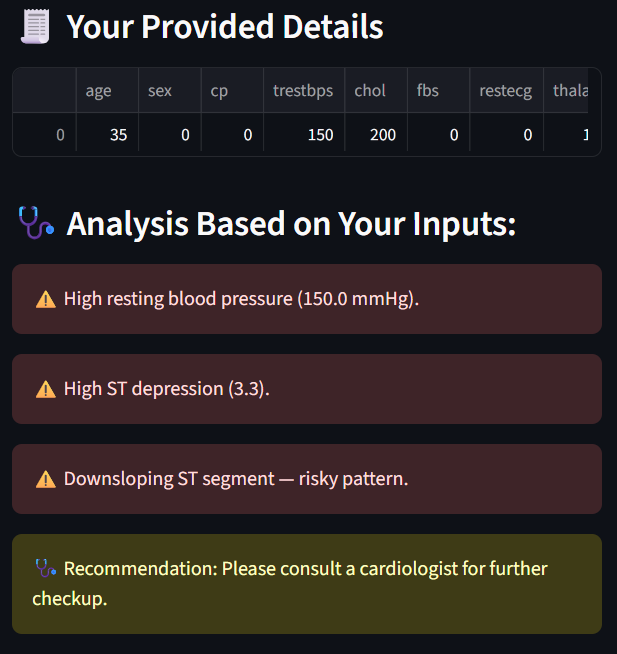 Your Provided Details
age sex cp trestbps chol fbs restecg thala
0 35 0 0 150 200 0 0 1
Analysis Based on Your Inputs:
High resting blood pressure (150.0 mmHg).
High ST depression (3.3).
Downsloping ST segment — risky pattern.
Recommendation: Please consult a cardiologist for further
checkup.